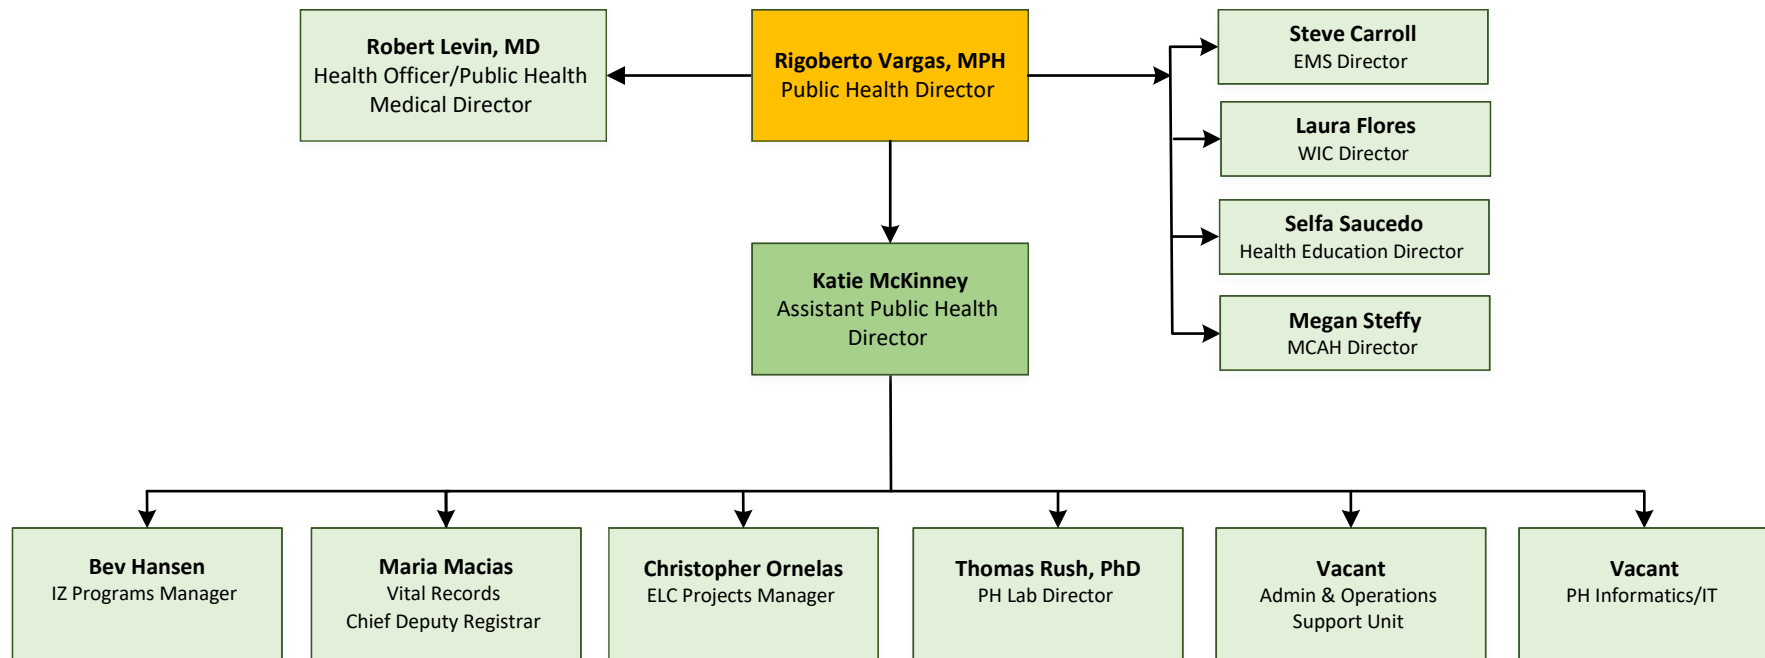 Robert Levin, MD
Health Officer/Public Health
Medical Director
Rigoberto Vargas, MPH
Public Health Director
Steve Carroll
EMS Director
Laura Flores
WIC Director
Selfa Saucedo
Health Education Director
Megan Steffy
MCAH Director
Katie McKinney
Assistant Public Health
Director
Bev Hansen
IZ Programs Manager
Maria Macias
Vital Records
Chief Deputy Registrar
Christopher Ornelas
ELC Projects Manager
Thomas Rush, PhD
PH Lab Director
Vacant
Admin & Operations
Support Unit
Vacant
PH Informatics/IT